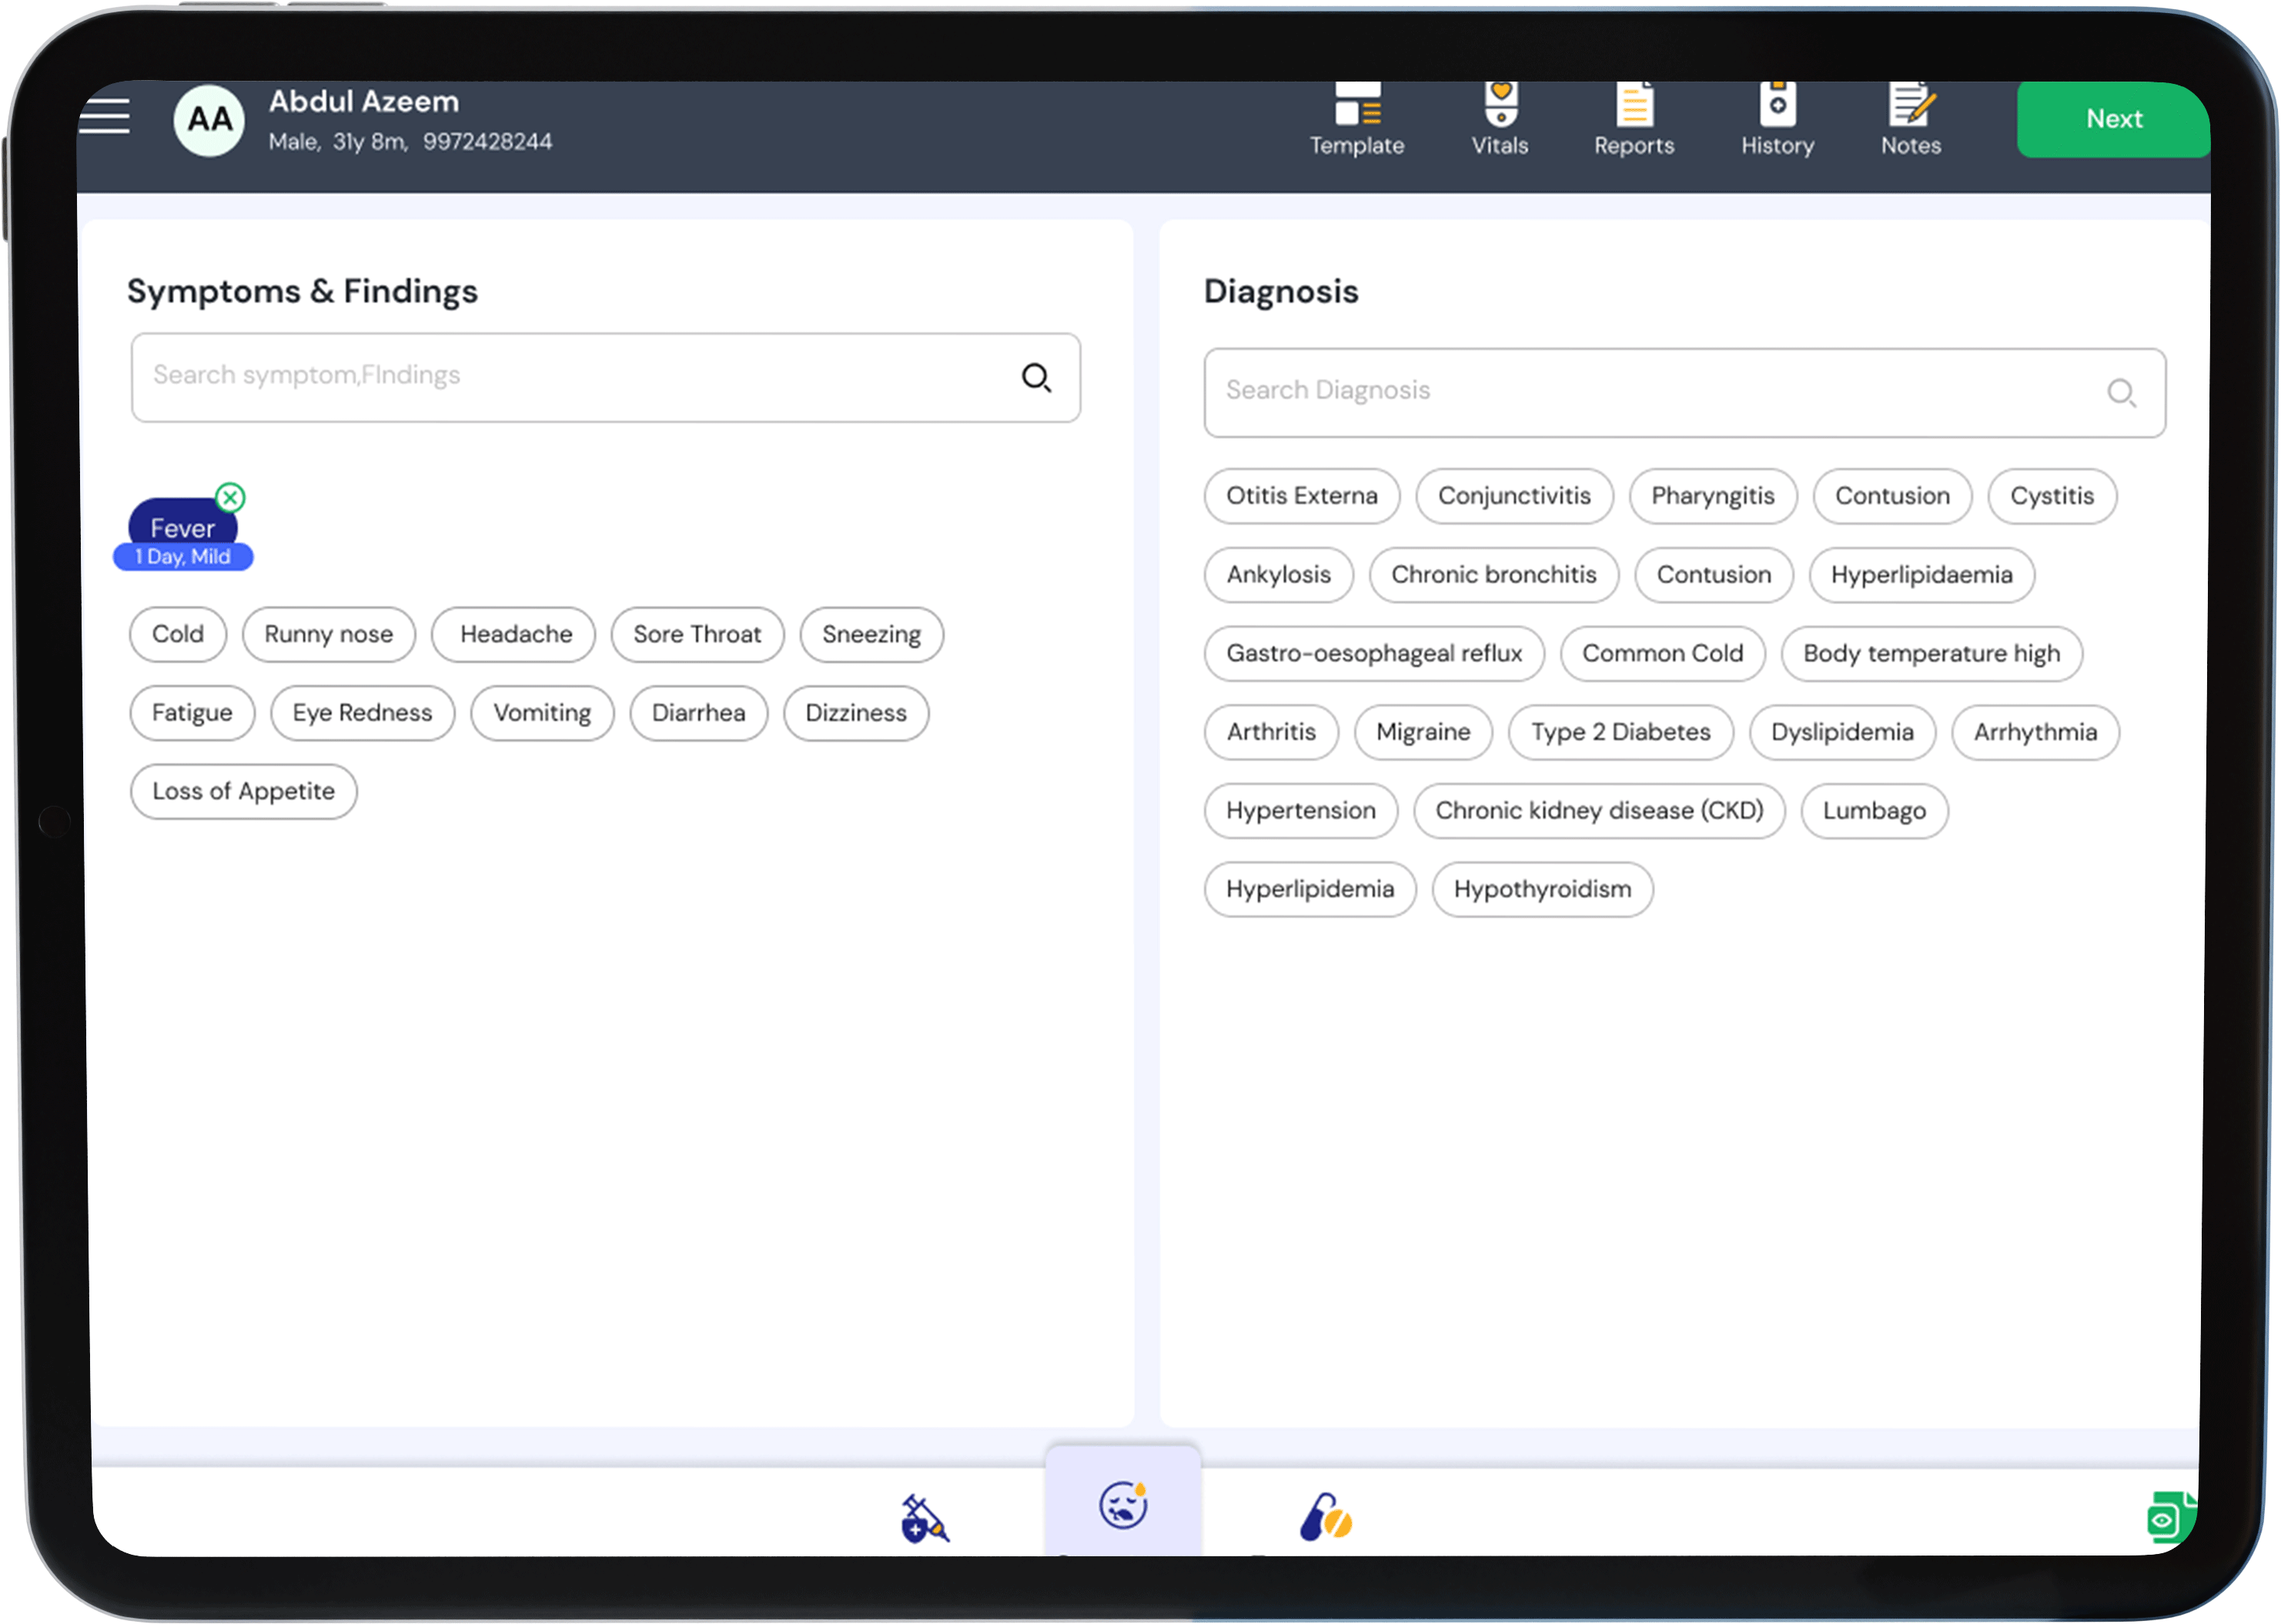 AA
Abdul Azeem
Male, 31y 8m, 9972428244
Template Vitals Reports History Notes
Next
Symptoms & Findings
Search symptom,FIndings
Fever
1 Day, Mild
Cold Runny nose Headache Sore Throat Sneezing
Fatigue Eye Redness Vomiting Diarrhea Dizziness
Loss of Appetite
Diagnosis
Search Diagnosis
Otitis Externa Conjunctivitis Pharyngitis Contusion Cystitis
Ankylosis Chronic bronchitis Contusion Hyperlipidaemia
Gastro-oesophageal reflux Common Cold Body temperature high
Arthritis Migraine Type 2 Diabetes Dyslipidemia Arrhythmia
Hypertension Chronic kidney disease (CKD) Lumbago
Hyperlipidemia Hypothyroidism